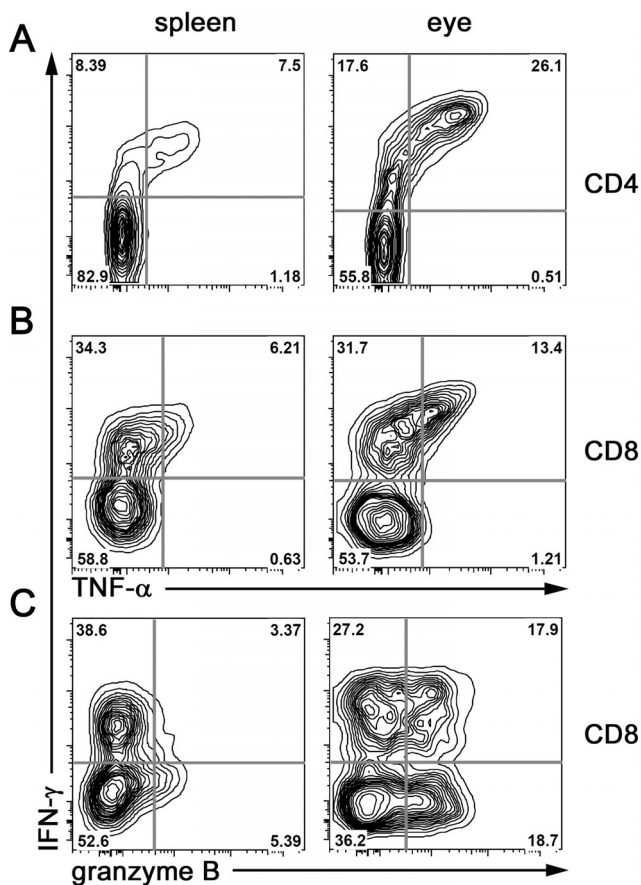 spleen eye
A
8.39 7.5 17.6 26.1
CD4
82.9 1.18 55.8 0.51
B
34.3 6.21 31.7 13.4
CD8
58.8 0.63 53.7 1.21
TNF-α
C
38.6 3.37 27.2 17.9
CD8
IFN-γ
52.6 5.39 36.2 18.7
granzyme B